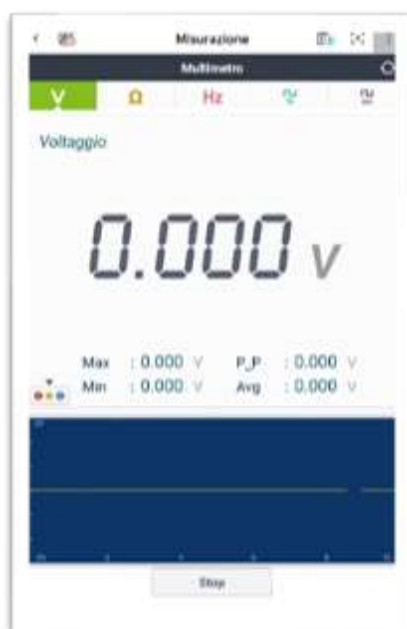 Misurazione
Multimetro
V Ω Hz
Voltaggio
0.000 V
Max : 0.000 V P_P : 0.000 V
Min : 0.000 V Avg : 0.000 V
Stop